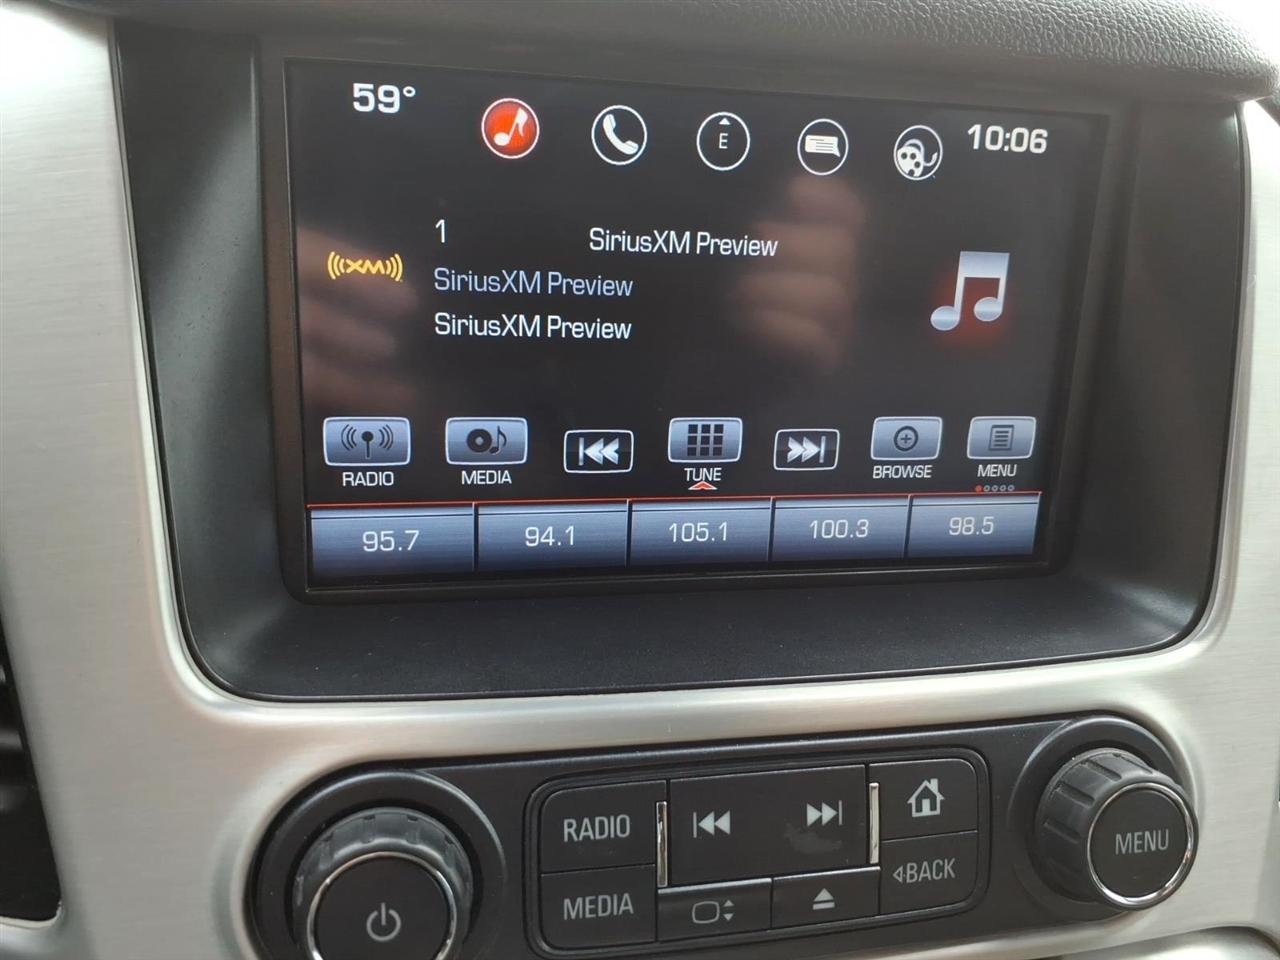 59°
E
10:06
1
SiriusXM Preview
((XM))
SiriusXM Preview
SiriusXM Preview
RADIO
MEDIA
TUNE
BROWSE
MENU
95.7
94.1
105.1
100.3
98.5
RADIO
MEDIA
BACK
MENU